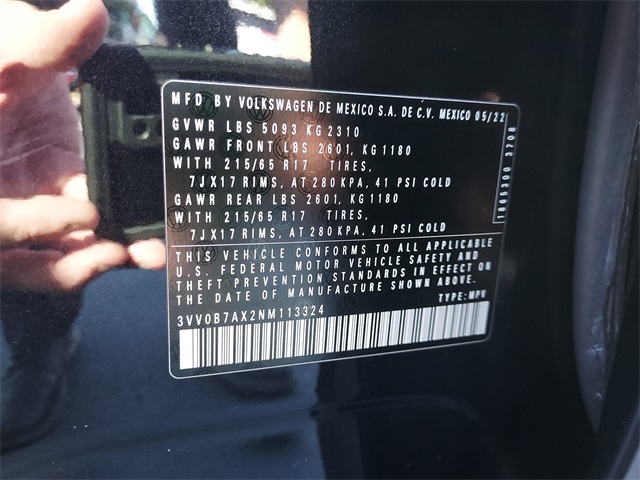 MFD BY VOLKSWAGEN DE MEXICO S.A. DE C.V. MEXICO 05/22
GVWR LBS 5093 KG 2310
GAWR FRONT LBS 2601, KG 1180
WITH 215/65 R17 TIRES,
7JX17 RIMS, AT 280 KPA, 41 PSI COLD
GAWR REAR LBS 2601, KG 1180
WITH 215/65 R17 TIRES,
7JX17 RIMS, AT 280 KPA, 41 PSI COLD
THIS VEHICLE CONFORMS TO ALL APPLICABLE
U.S. FEDERAL MOTOR VEHICLE SAFETY AND
THEFT PREVENTION STANDARDS IN EFFECT ON
THE DATE OF MANUFACTURE SHOWN ABOVE.
TYPE: MPV
3VV0B7AX2NM113324